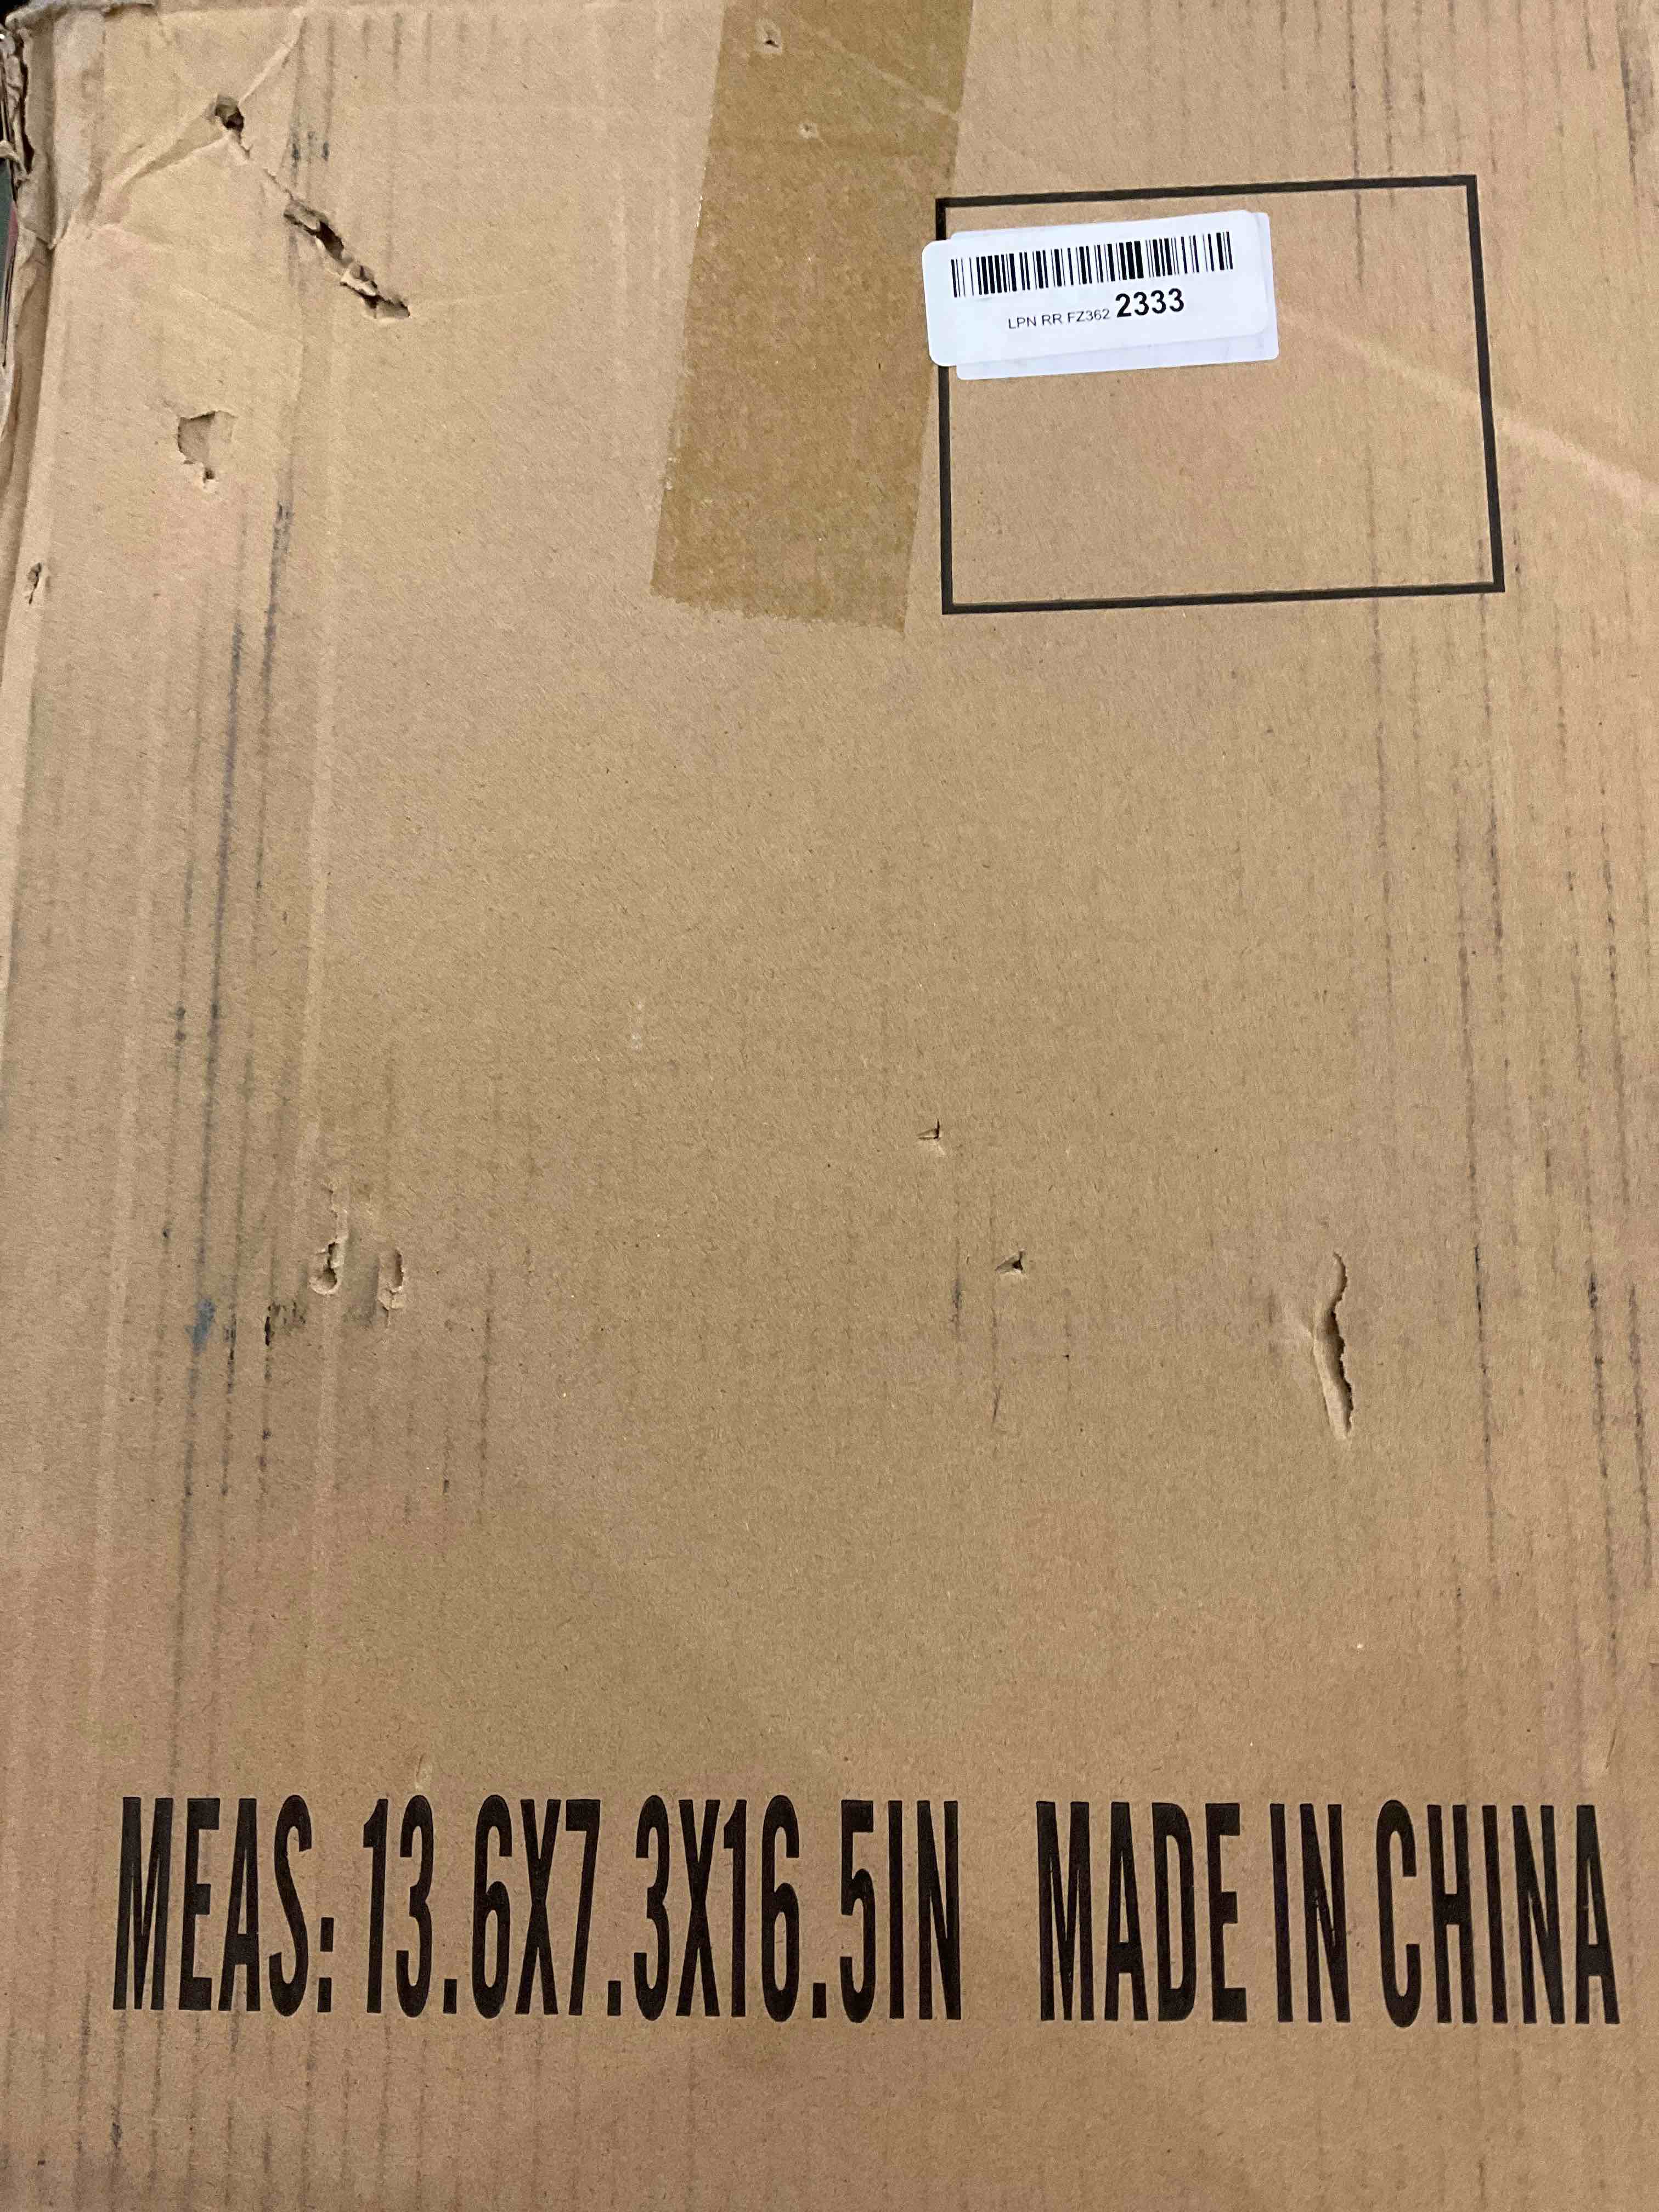 LPN RR FZ362 2333
MEAS: 13.6X7.3X16.5IN MADE IN CHINA